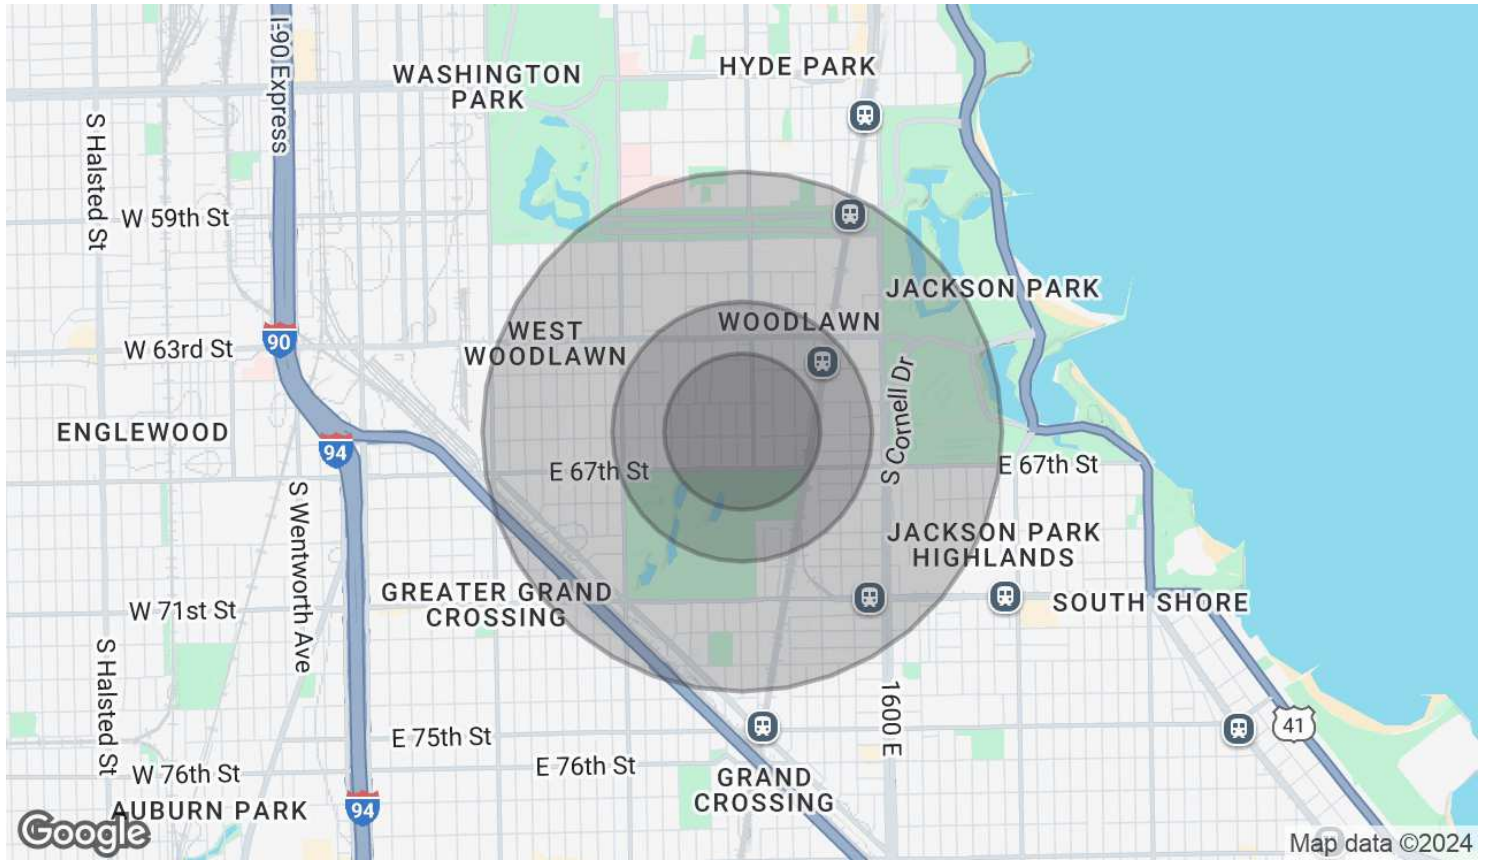 I-90 Express
HYDE PARK
WASHINGTON
PARK
S Halsted St
W 59th St
JACKSON PARK
WOODLAWN
WEST
WOODLAWN
90
W 63rd St
S Cornell Dr
ENGLEWOOD
94
E 67th St
E 67th St
S Wentworth Ave
JACKSON PARK
HIGHLANDS
GREATER GRAND
CROSSING
SOUTH SHORE
W 71st St
S Halsted St
1600 E
41
E 75th St
E 76th St
W 76th St
GRAND
CROSSING
AUBURN PARK
94
Google
Map data ©2024